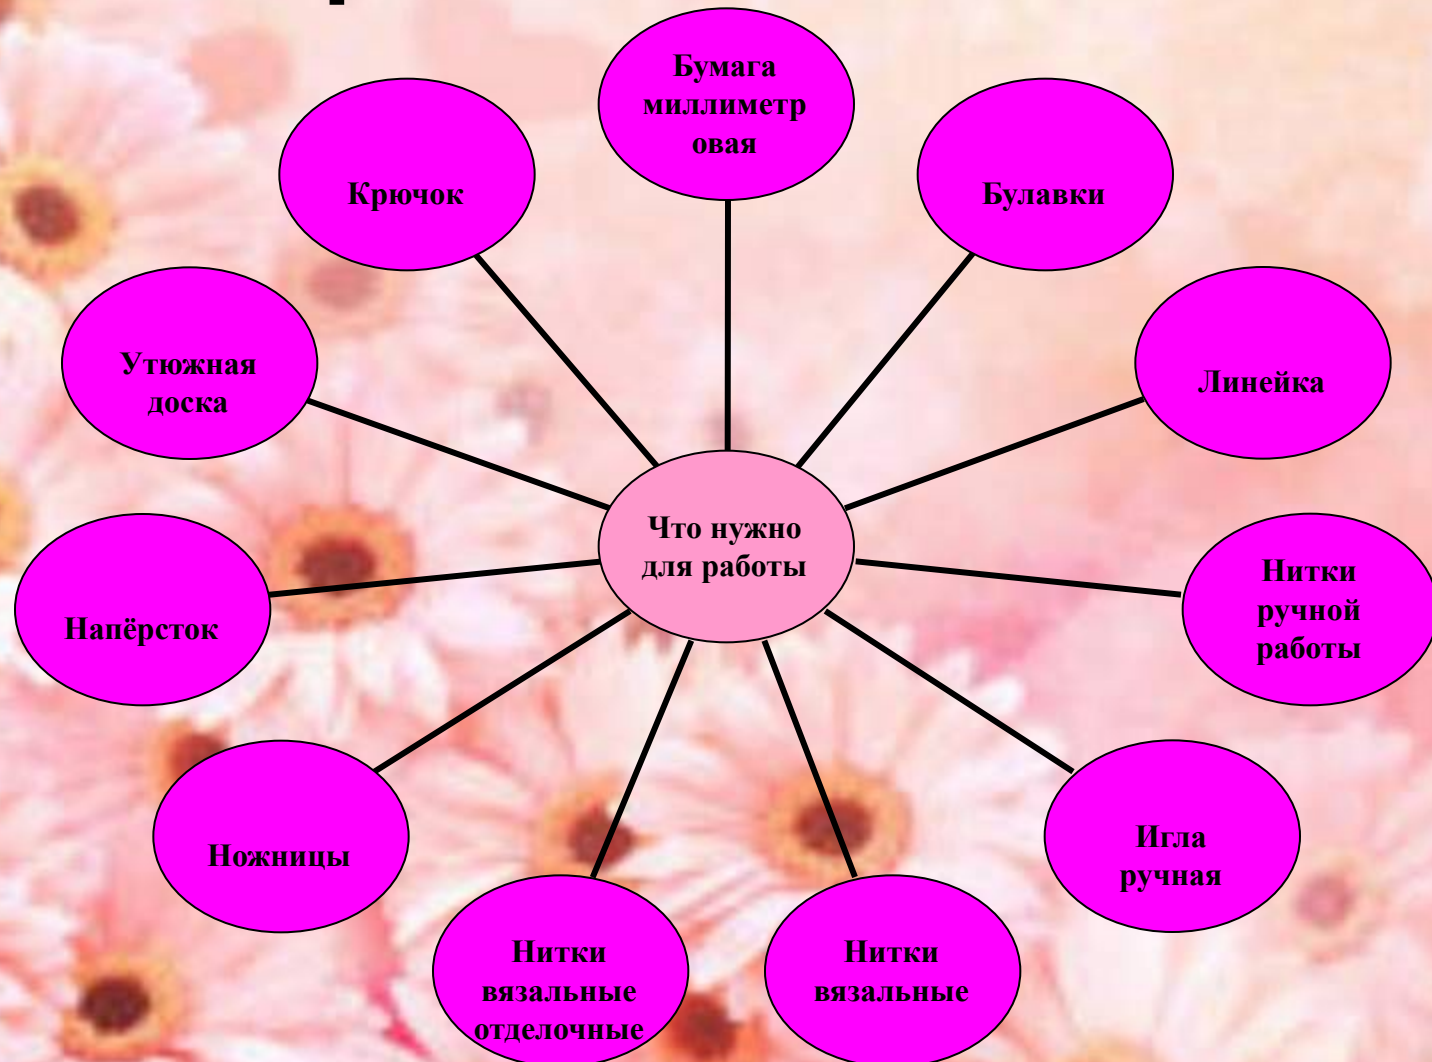 Бумага
миллиметр
овая
Крючок
Булавки
Утюжная
доска
Линейка
Что нужно
для работы
Нитки
ручной
работы
Напёрсток
Ножницы
Игла
ручная
Нитки
вязальные
отделочные
Нитки
вязальные